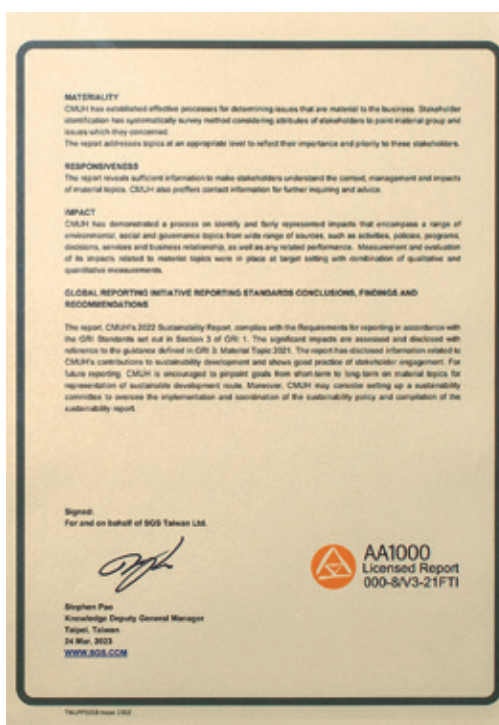 MATERIALITY
CMUH has established effective processes for determining issues that are material to the business. Stakeholder
identification has systematically survey method considering attributes of stakeholders to point material group and
issues which they concerned.
The report addresses topics at an appropriate level to reflect their importance and priority to these stakeholders.
RESPONSIVENESS
The report reveals sufficient information to make stakeholders understand the context, management and impacts
of material topics. CMUH also proffers contact information for further inquiring and advice.
IMPACT
CMUH has demonstrated a process on identify and fairly represented impacts that encompass a range of
environmental, social and governance topics from wide range of sources, such as activities, policies, programs,
decisions, services and business relationship, as well as any related performance. Measurement and evaluation
of its impacts related to material topics were in place at target setting with combination of qualitative and
quantitative measurements.
GLOBAL REPORTING INITIATIVE REPORTING STANDARDS CONCLUSIONS, FINDINGS AND
RECOMMENDATIONS
The report, CMUH's 2022 Sustainability Report, complies with the Requirements for reporting in accordance with
the GRI Standards set out in Section 3 of GRI 1. The significant impacts are assessed and disclosed with
reference to the guidance defined in GRI 3: Material Topic 2021. The report has disclosed information related to
CMUH's contributions to sustainability development and shows good practice of stakeholder engagement. For
future reporting, CMUH is encouraged to pinpoint goals from short-term to long-term on material topics for
representation of sustainable development route. Moreover, CMUH may consider setting up a sustainability
committee to oversee the implementation and coordination of the sustainability policy and compilation of the
sustainability report.
Signed:
For and on behalf of SGS Taiwan Ltd.
Stephen Pao
Knowledge Deputy General Manager
Taipei, Taiwan
24 Mar, 2023
WWW.SGS.COM
AA1000
Licensed Report
000-8/V3-21FTI
TWLPP5008 Issue 2302